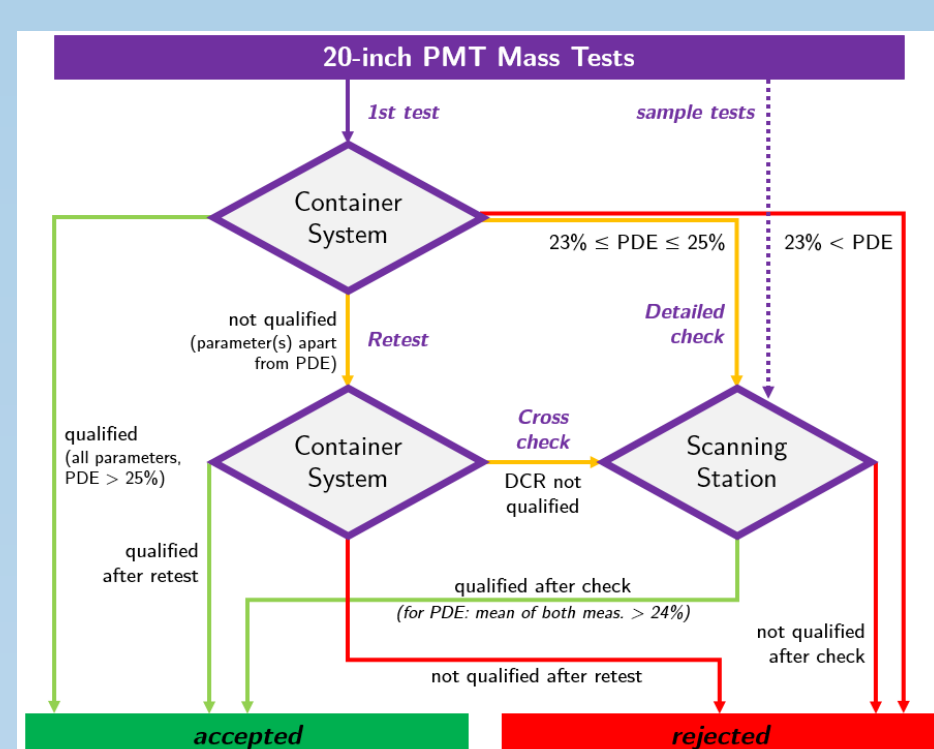 20-inch PMT Mass Tests
1st test
sample tests
Container
System
23% ≤ PDE ≤ 25%
23% < PDE
not qualified
(parameter(s) apart
from PDE)
Retest
Detailed
check
qualified
(all parameters,
PDE > 25%)
Container
System
Cross
check
DCR not
qualified
Scanning
Station
qualified
after retest
qualified after check
(for PDE: mean of both meas. > 24%)
not qualified
after check
not qualified after retest
accepted
rejected